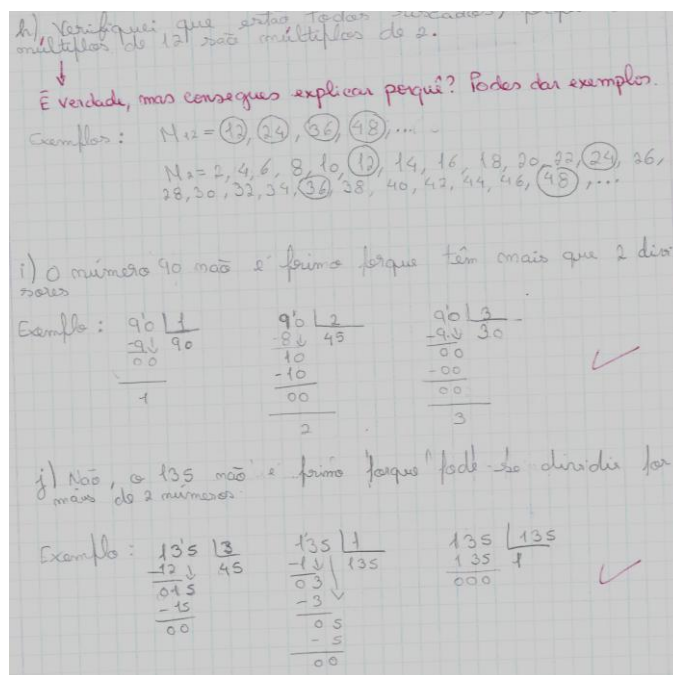 h) Verifiquei que estão todos riscados,
múltiplos de 12 são múltiplos de 2.
É verdade, mas consegues explicar porquê? Podes dar exemplos.
Exemplos: M12 = 12, 24, 36, 48, ....
M2 = 2, 4, 6, 8, 10, 12, 14, 16, 18, 20, 22, 24, 26,
28, 30, 32, 34, 36, 38, 40, 42, 44, 46, 48, ...
i) O número 90 não é primo porque têm mais que 2 divi
sores
Exemplo: 90 1 90 2 90 3
-9 90 -8 45 -9 30
00 10 00
-10 -00
00 00
1 2 3
j) Não, o 135 não é primo porque pode-se dividir por
mais de 2 números.
Exemplo: 135 3 135 1 135 135
-12 45 -1 135 135 1
015 03 000
-15 -3
00 05
-5
00